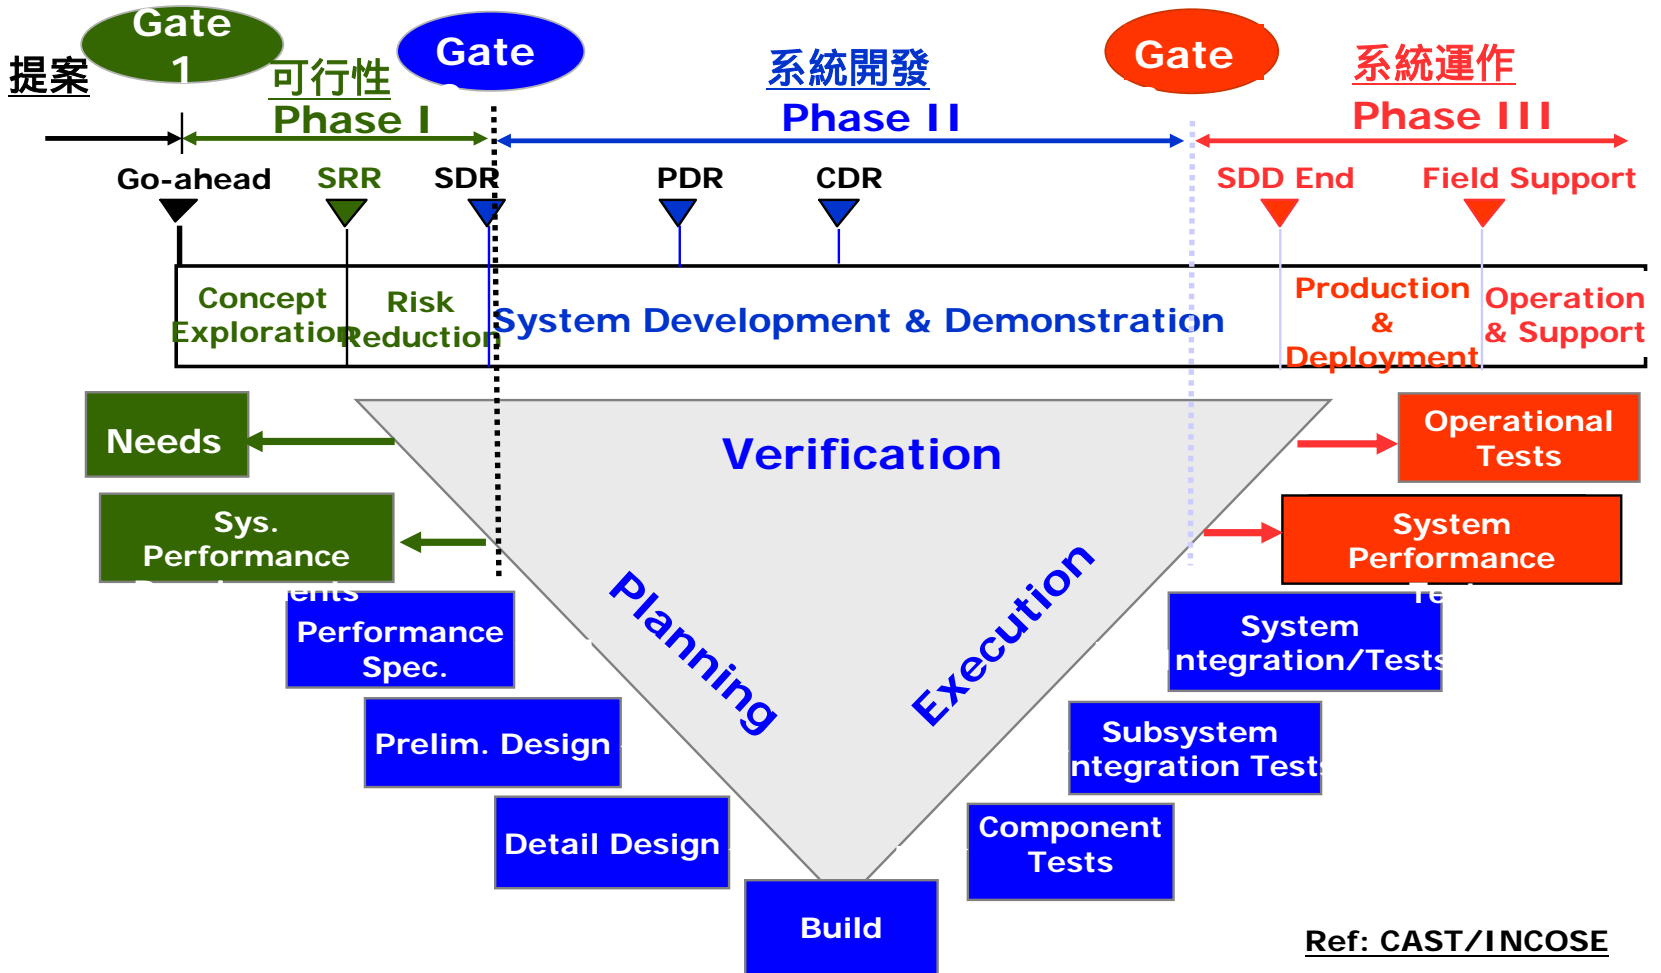 Gate
1
Gate
Gate
提案
可行性
Phase I
系統開發
Phase II
系統運作
Phase III
Go-ahead
SRR
SDR
PDR
CDR
SDD End
Field Support
Concept
Exploration
Risk
Reduction
System Development & Demonstration
Production
&
Deployment
Operation
& Support
Needs
Verification
Operational
Tests
Sys.
Performance
System
Performance
Planning
Execution
Performance
Spec.
System
Integration/Tests
Prelim. Design
Subsystem
Integration Tests
Detail Design
Component
Tests
Build
Ref: CAST/INCOSE